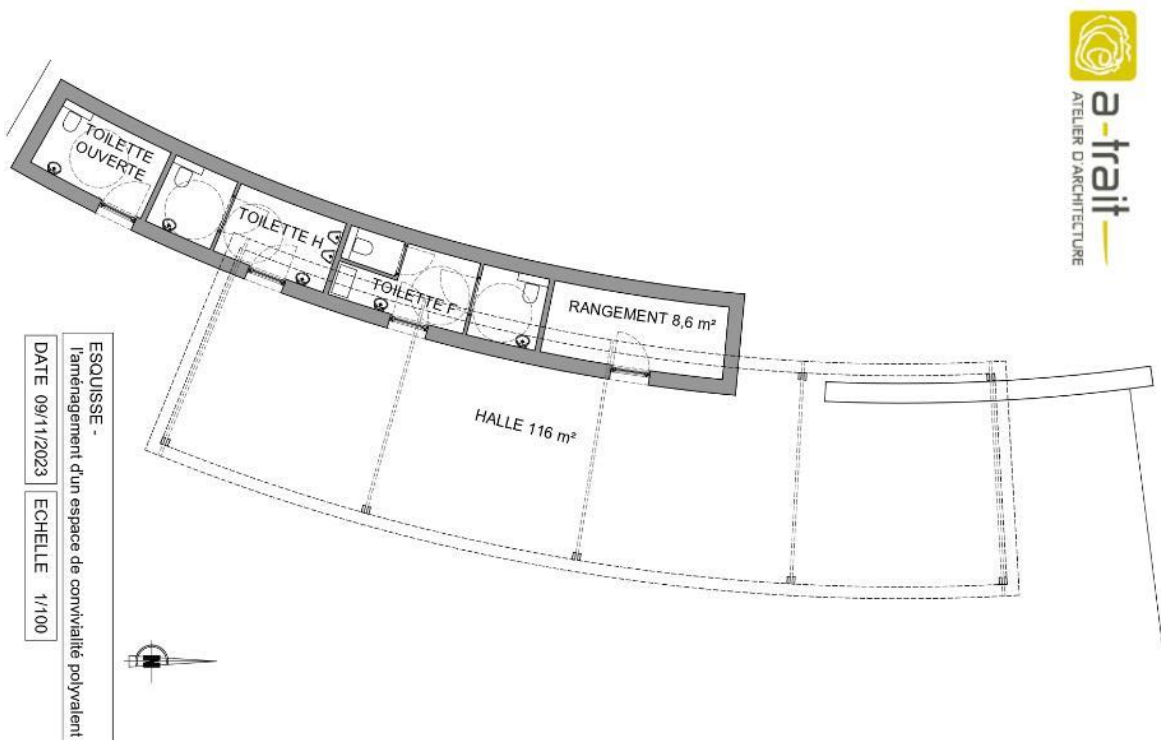 a-trait
ATELIER D'ARCHITECTURE
TOILETTE
OUVERTE
TOILETTE H
TOILETTE F
RANGEMENT 8,6 m²
HALLE 116 m²
ESQUISSE -
l'aménagement d'un espace de convivialité polyvalent
DATE 09/11/2023
ECHELLE 1/100
N